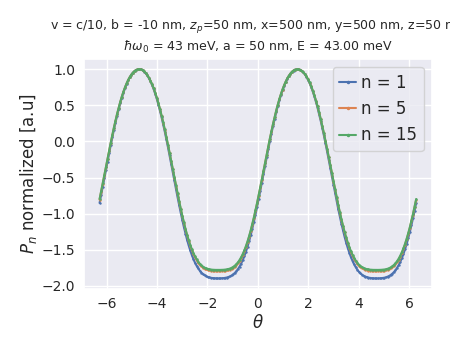 v = c/10, b = -10 nm, $z_p$=50 nm, x=500 nm, y=500 nm, z=50 r
$\hbar\omega_0$ = 43 meV, a = 50 nm, E = 43.00 meV
1.0
0.5
0.0
−0.5
−1.0
−1.5
−2.0
−6 −4 −2 0 2 4 6
$P_n$ normalized [a.u]
θ
n = 1
n = 5
n = 15